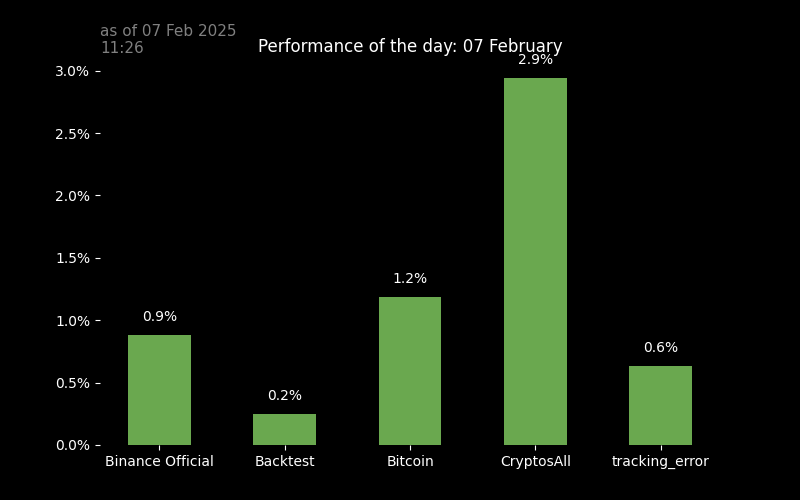 as of 07 Feb 2025
11:26
Performance of the day: 07 February
3.0%
2.5%
2.0%
1.5%
1.0%
0.5%
0.0%
0.9%
0.2%
1.2%
2.9%
0.6%
Binance Official
Backtest
Bitcoin
CryptosAll
tracking_error